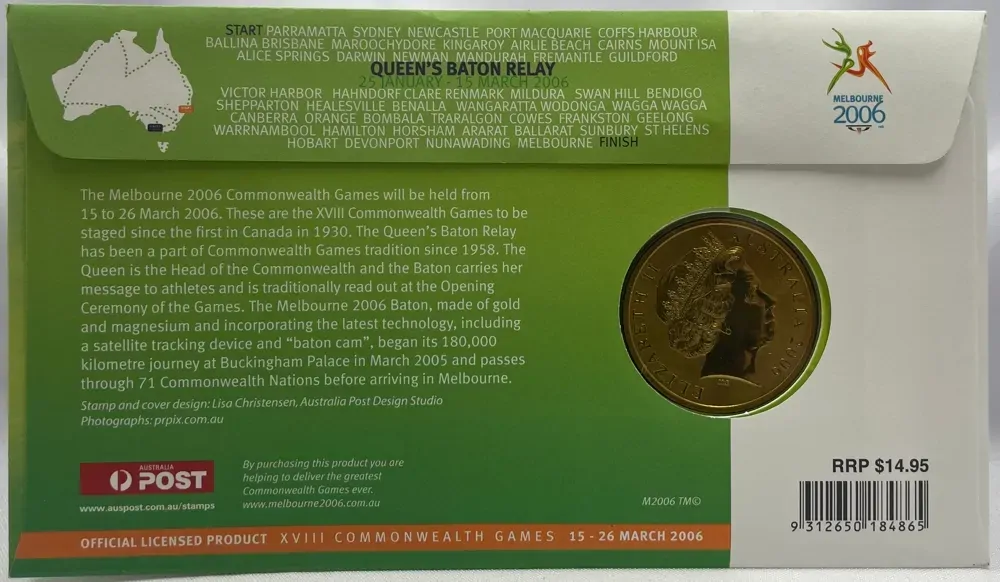 START PARRAMATTA SYDNEY NEWCASTLE PORT MACQUARIE COFFS HARBOUR
BALLINA BRISBANE MAROOCHYDORE KINGAROY AIRLIE BEACH CAIRNS MOUNT ISA
ALICE SPRINGS DARWIN NEWMAN MANDURAH FREMANTLE GUILDFORD
QUEEN'S BATON RELAY
25 JANUARY - 15 MARCH 2006
VICTOR HARBOR HAHNDORF CLARE RENMARK MILDURA SWAN HILL BENDIGO
SHEPPARTON HEALESVILLE BENALLA WANGARATTA WODONGA WAGGA WAGGA
CANBERRA ORANGE BOMBALA TRARALGON COWES FRANKSTON GEELONG
WARRNAMBOOL HAMILTON HORSHAM ARARAT BALLARAT SUNBURY ST HELENS
HOBART DEVONPORT NUNAWADING MELBOURNE FINISH
MELBOURNE
2006
The Melbourne 2006 Commonwealth Games will be held from
15 to 26 March 2006. These are the XVIII Commonwealth Games to be
staged since the first in Canada in 1930. The Queen's Baton Relay
has been a part of Commonwealth Games tradition since 1958. The
Queen is the Head of the Commonwealth and the Baton carries her
message to athletes and is traditionally read out at the Opening
Ceremony of the Games. The Melbourne 2006 Baton, made of gold
and magnesium and incorporating the latest technology, including
a satellite tracking device and “baton cam”, began its 180,000
kilometre journey at Buckingham Palace in March 2005 and passes
through 71 Commonwealth Nations before arriving in Melbourne.
Stamp and cover design: Lisa Christensen, Australia Post Design Studio
Photographs: prpix.com.au
ELIZABETH II AUSTRALIA 2006
AUSTRALIA
POST
www.auspost.com.au/stamps
By purchasing this product you are
helping to deliver the greatest
Commonwealth Games ever.
www.melbourne2006.com.au
M2006 TM©
RRP $14.95
9 312650 184865
OFFICIAL LICENSED PRODUCT XVIII COMMONWEALTH GAMES 15 - 26 MARCH 2006